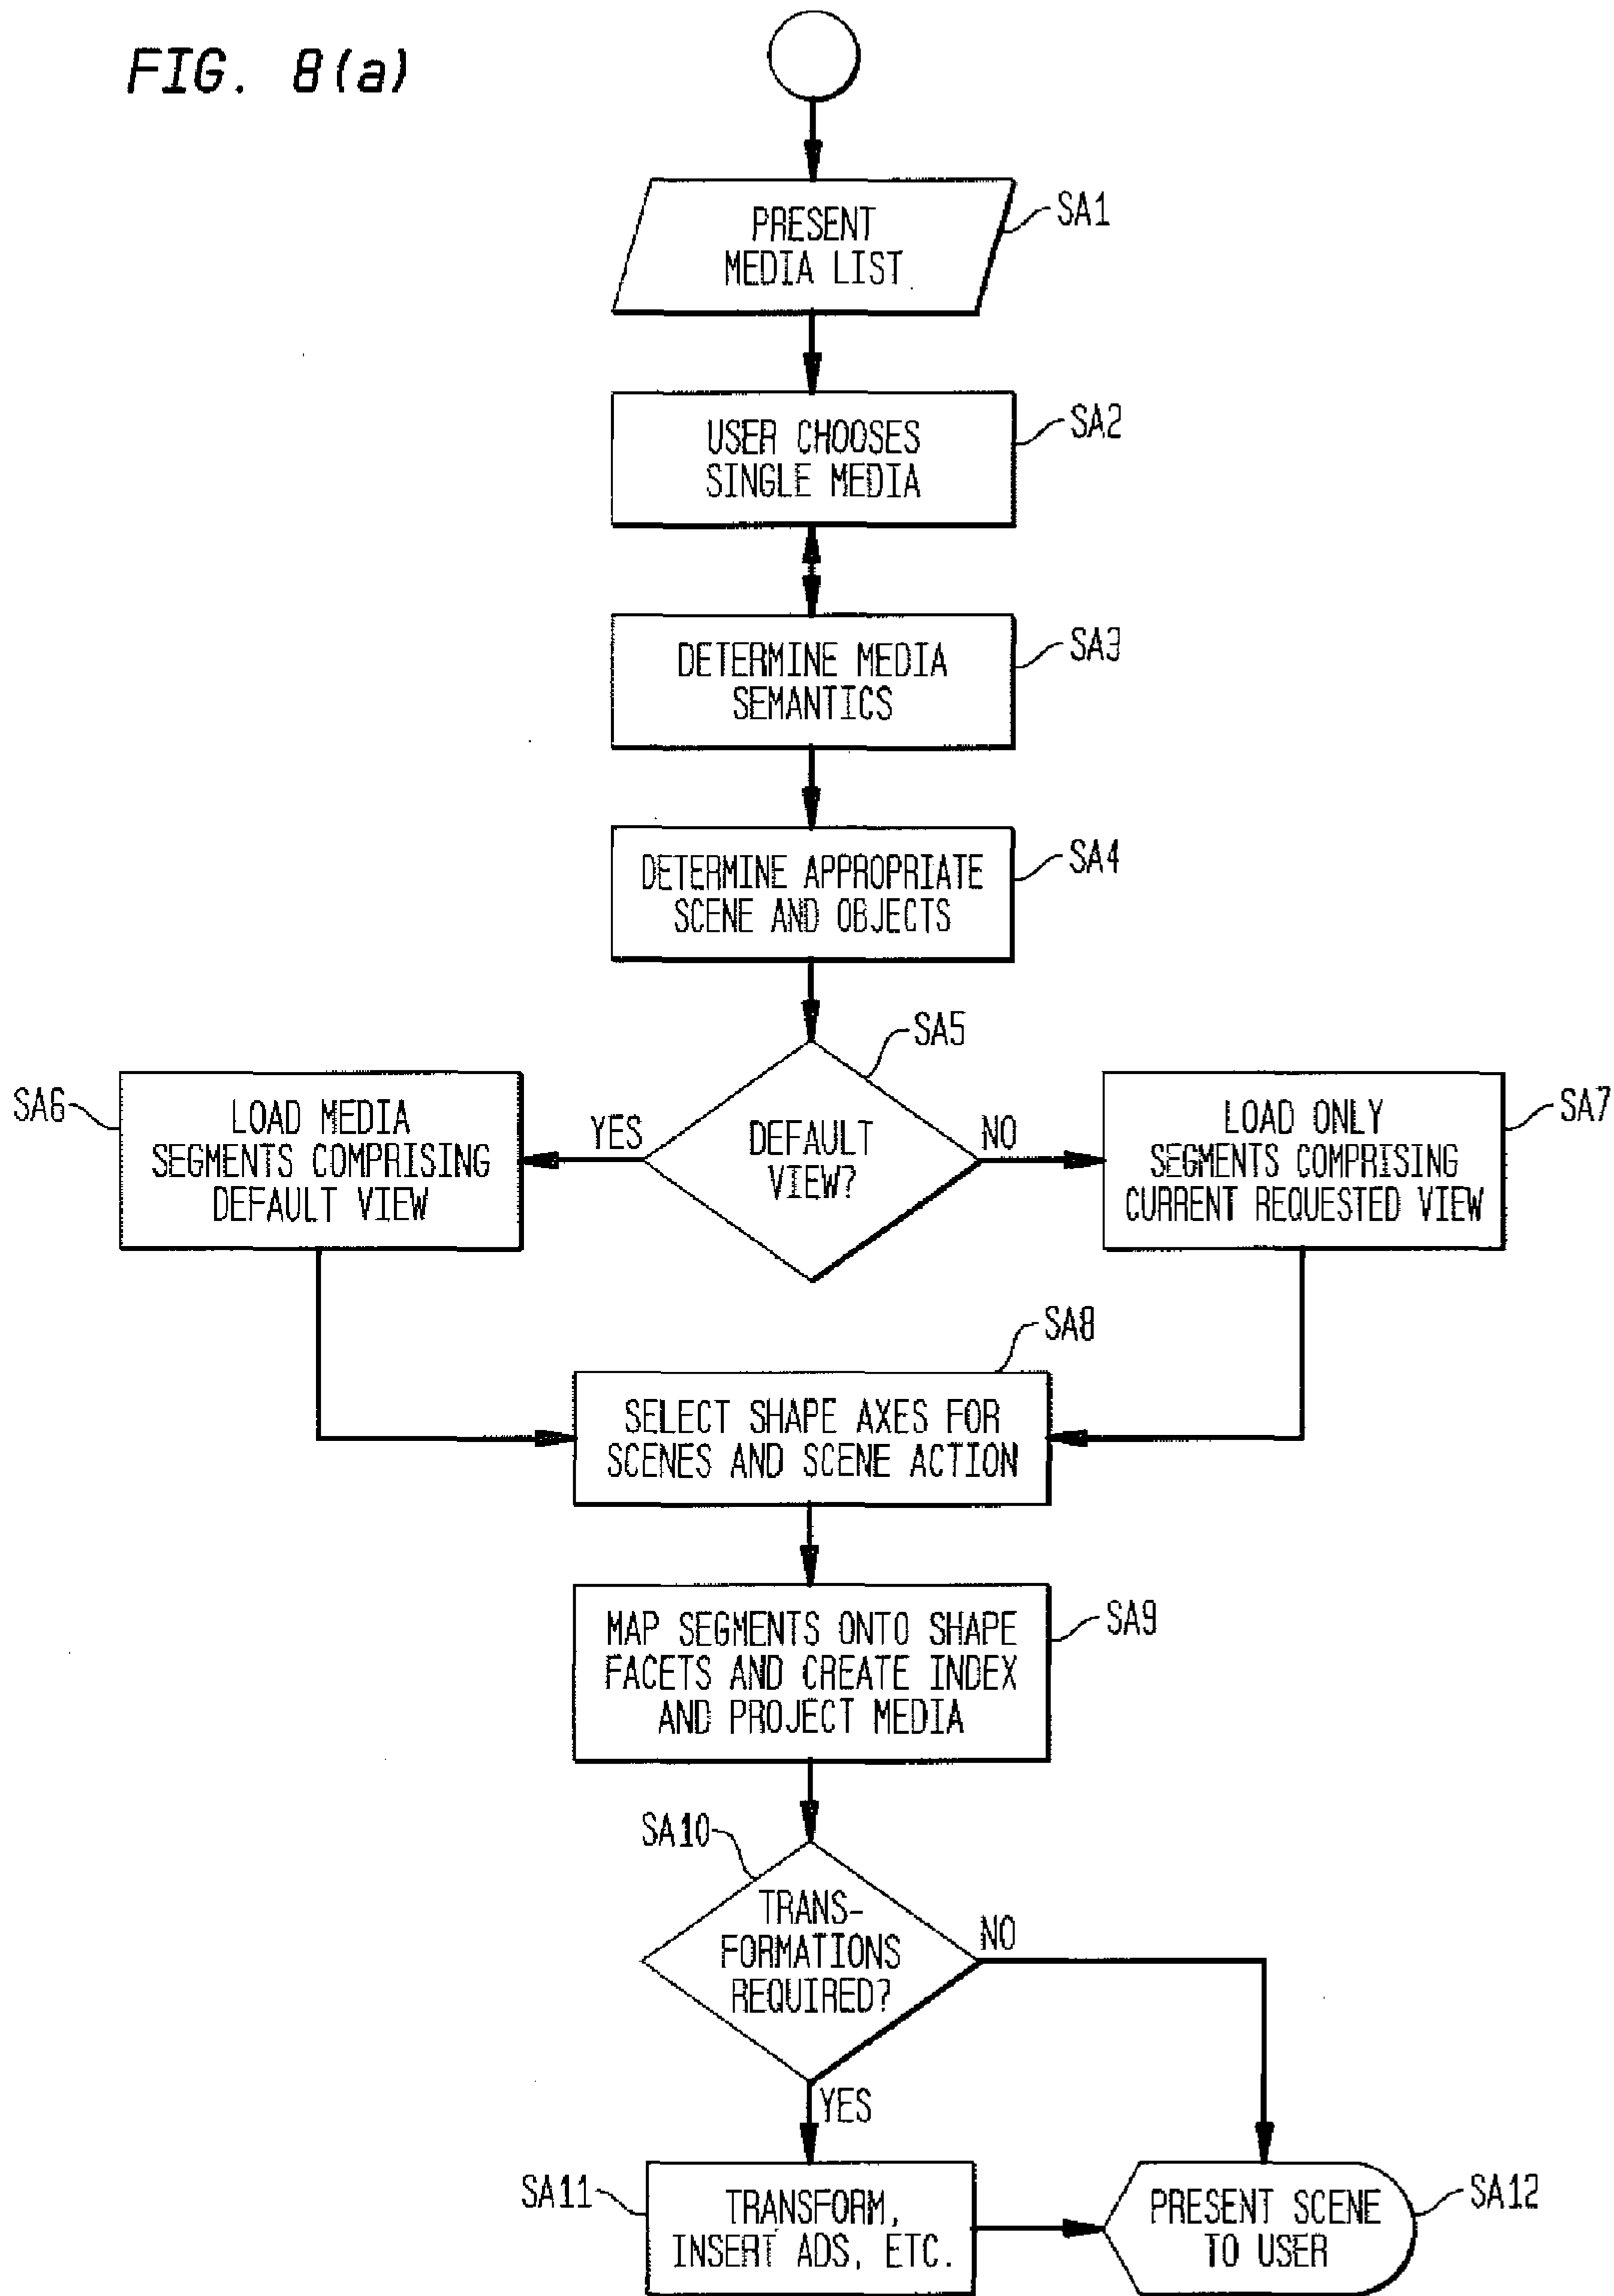 FIG. 8(a)
PRESENT
MEDIA LIST
SA1
USER CHOOSES
SINGLE MEDIA
SA2
DETERMINE MEDIA
SEMANTICS
SA3
DETERMINE APPROPRIATE
SCENE AND OBJECTS
SA4
SA5
DEFAULT
VIEW?
YES
NO
SA6
LOAD MEDIA
SEGMENTS COMPRISING
DEFAULT VIEW
LOAD ONLY
SEGMENTS COMPRISING
CURRENT REQUESTED VIEW
SA7
SA8
SELECT SHAPE AXES FOR
SCENES AND SCENE ACTION
MAP SEGMENTS ONTO SHAPE
FACETS AND CREATE INDEX
AND PROJECT MEDIA
SA9
SA10
TRANS-
FORMATIONS
REQUIRED?
NO
YES
SA11
TRANSFORM,
INSERT ADS, ETC.
PRESENT SCENE
TO USER
SA12